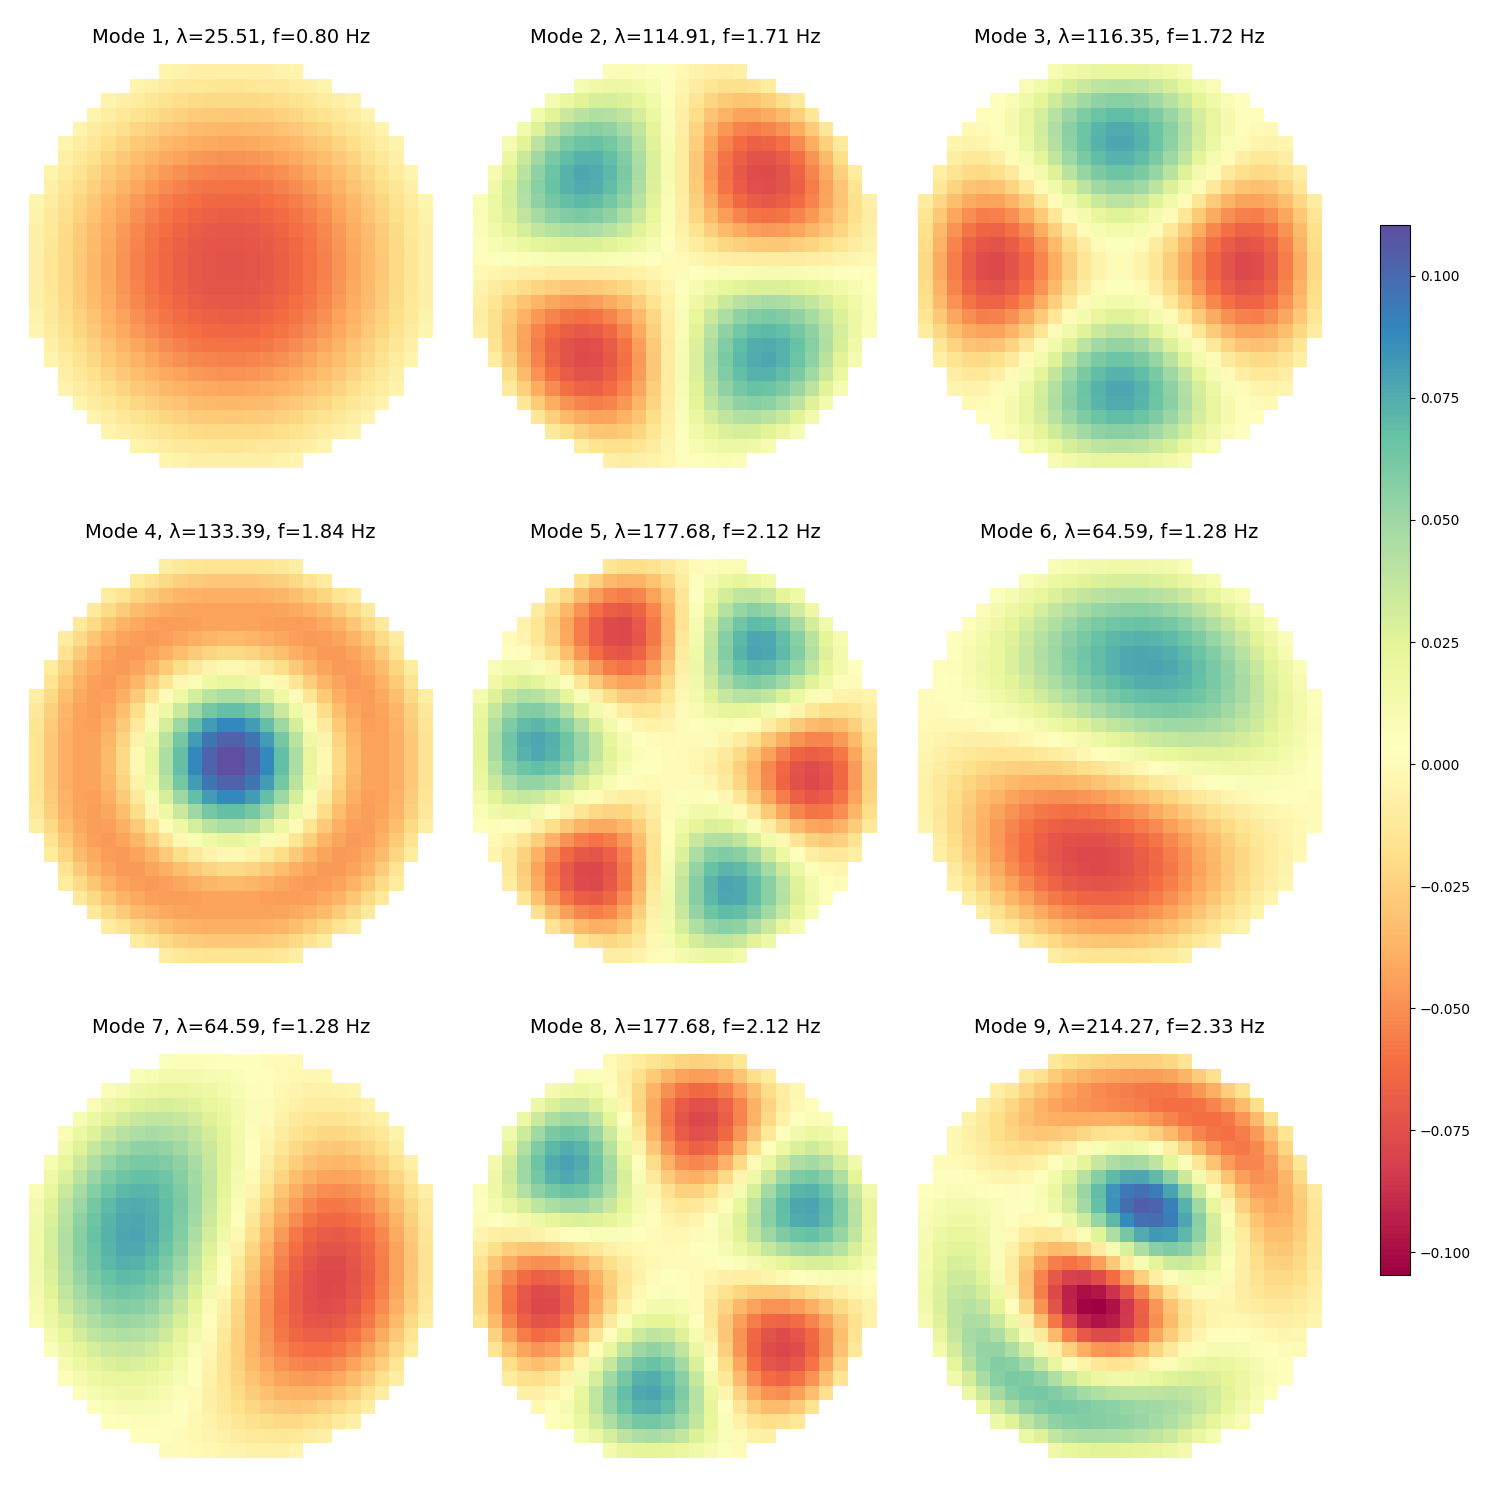 Mode 1, λ=25.51, f=0.80 Hz
Mode 2, λ=114.91, f=1.71 Hz
Mode 3, λ=116.35, f=1.72 Hz
Mode 4, λ=133.39, f=1.84 Hz
Mode 5, λ=177.68, f=2.12 Hz
Mode 6, λ=64.59, f=1.28 Hz
Mode 7, λ=64.59, f=1.28 Hz
Mode 8, λ=177.68, f=2.12 Hz
Mode 9, λ=214.27, f=2.33 Hz
0.100
0.075
0.050
0.025
0.000
−0.025
−0.050
−0.075
−0.100